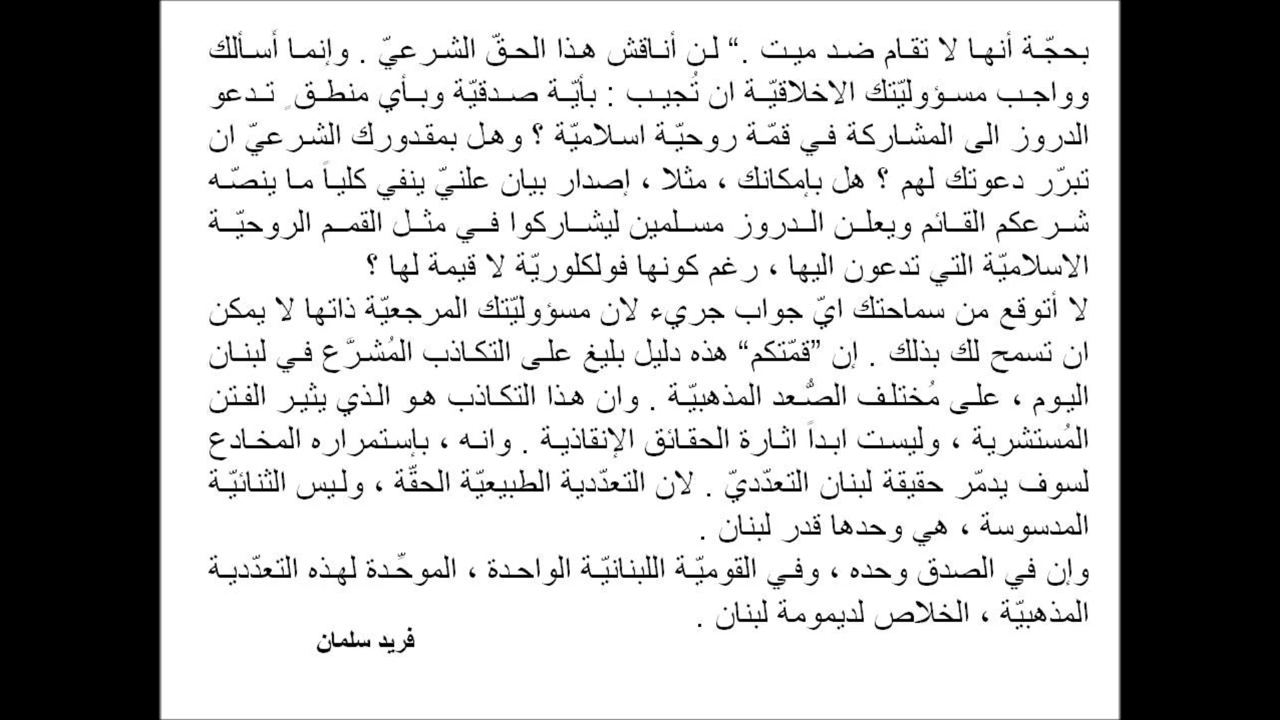 بحجّة أنها لا تقام ضد ميت .“ لن أناقش هذا الحقّ الشرعيّ . وإنما أسألك
وواجب مسؤوليّتك الاخلاقيّة ان تُجيب : بأيّة صدقيّة وبأي منطق ٍ تدعو
الدروز الى المشاركة في قمّة روحيّة اسلاميّة ؟ وهل بمقدورك الشرعيّ ان
تبرّر دعوتك لهم ؟ هل بإمكانك ، مثلا ، إصدار بيان علنيّ ينفي كلياً ما ينصّه
شرعكم القائم ويعلن الدروز مسلمين ليشاركوا في مثل القمم الروحيّة
الاسلاميّة التي تدعون اليها ، رغم كونها فولكلوريّة لا قيمة لها ؟
لا أتوقع من سماحتك ايّ جواب جريء لان مسؤوليّتك المرجعيّة ذاتها لا يمكن
ان تسمح لك بذلك . إن ”قمّتكم“ هذه دليل بليغ على التكاذب المُشرَّع في لبنان
اليوم ، على مُختلف الصُّعد المذهبيّة . وان هذا التكاذب هو الذي يثير الفتن
المُستشرية ، وليست ابداً اثارة الحقائق الإنقاذية . وانه ، بإستمراره المخادع
لسوف يدمّر حقيقة لبنان التعدّديّ . لان التعدّدية الطبيعيّة الحقّة ، وليس الثنائيّة
المدسوسة ، هي وحدها قدر لبنان .
وإن في الصدق وحده ، وفي القوميّة اللبنانيّة الواحدة ، الموحِّدة لهذه التعدّدية
المذهبيّة ، الخلاص لديمومة لبنان .
فريد سلمان